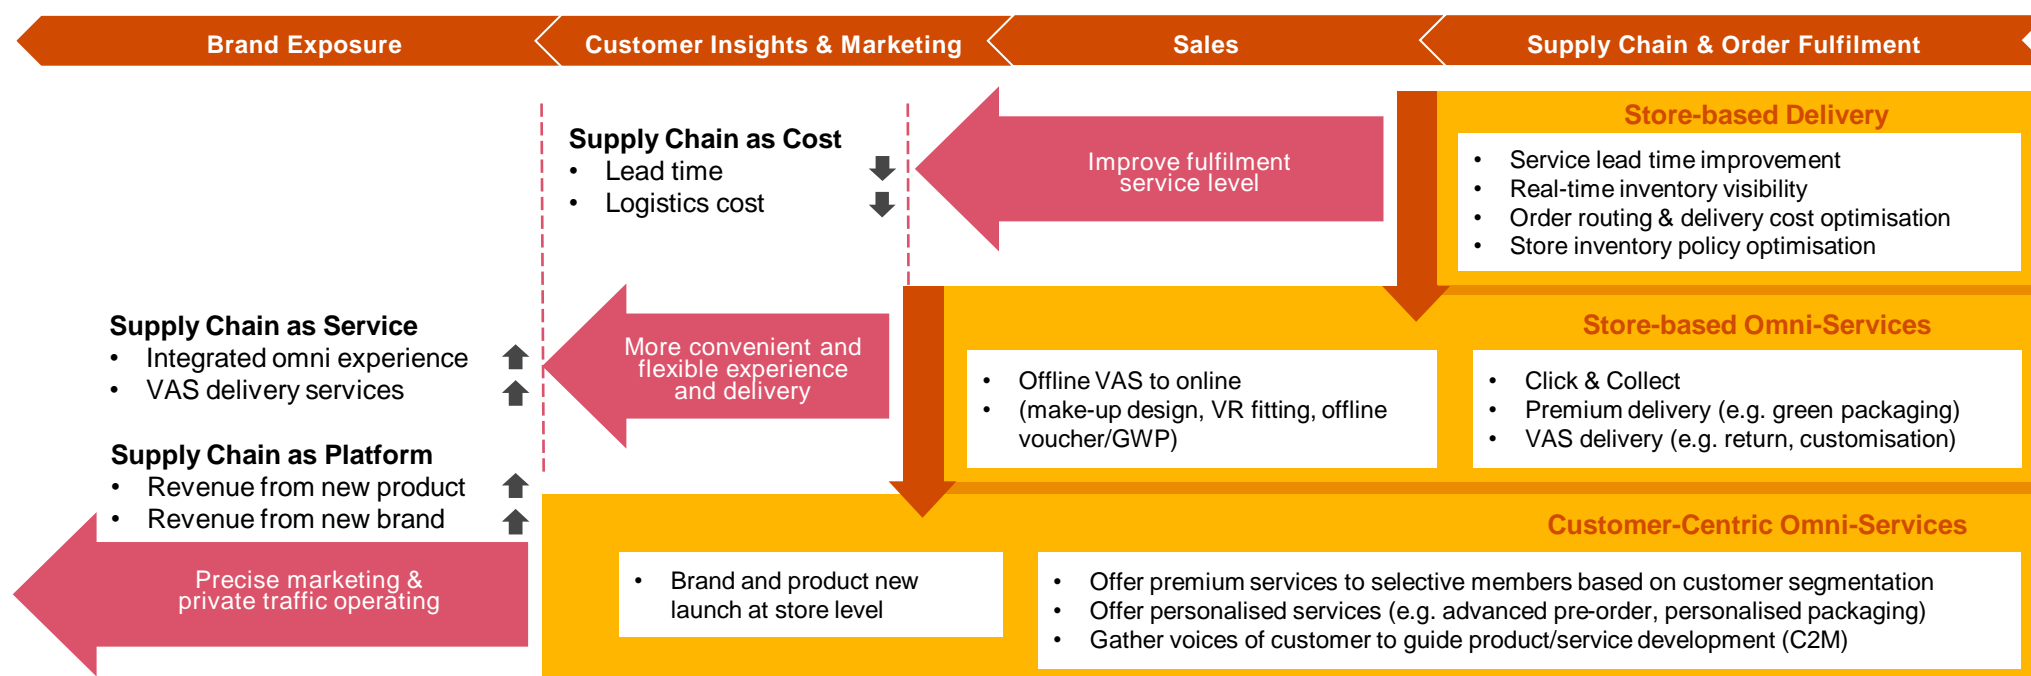 Brand Exposure
Customer Insights & Marketing
Sales
Supply Chain & Order Fulfilment
Supply Chain as Cost
• Lead time
• Logistics cost
Improve fulfilment
service level
Store-based Delivery
• Service lead time improvement
• Real-time inventory visibility
• Order routing & delivery cost optimisation
• Store inventory policy optimisation
Supply Chain as Service
• Integrated omni experience
• VAS delivery services
More convenient and
flexible experience
and delivery
Store-based Omni-Services
• Offline VAS to online
• (make-up design, VR fitting, offline
voucher/GWP)
• Click & Collect
• Premium delivery (e.g. green packaging)
• VAS delivery (e.g. return, customisation)
Supply Chain as Platform
• Revenue from new product
• Revenue from new brand
Precise marketing &
private traffic operating
Customer-Centric Omni-Services
• Brand and product new
launch at store level
• Offer premium services to selective members based on customer segmentation
• Offer personalised services (e.g. advanced pre-order, personalised packaging)
• Gather voices of customer to guide product/service development (C2M)